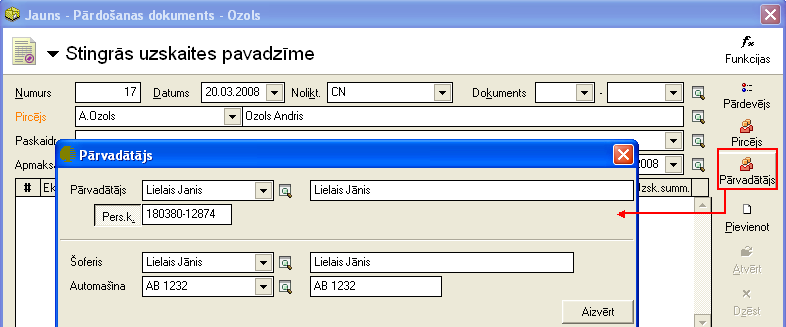 Jauns - Pārdošanas dokuments - Ozols
Stingrās uzskaites pavadzīme
Funkcijas
Numurs 17 Datums 20.03.2008 Nolikt. CN Dokuments -
Pārdevējs
Pircējs A.Ozols Ozols Andris
Paskaidr
Pircējs
Apmaksa 2008
Pārvadātājs
# Ek Uzsk.summ.
Pievienot
Atvērt
Dzēst
Pārvadātājs
Pārvadātājs Lielais Janis Lielais Jānis
Pers.k. 180380-12874
Šoferis Lielais Jānis Lielais Jānis
Automašīna AB 1232 AB 1232
Aizvērt